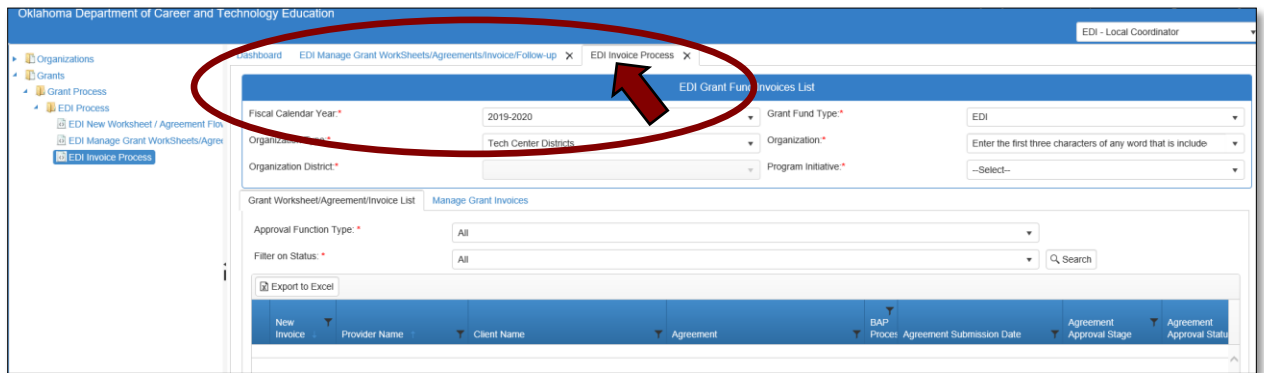 Oklahoma Department of Career and Technology Education
EDI - Local Coordinator
Organizations
Grants
Grant Process
EDI Process
EDI New Worksheet / Agreement Flo
EDI Manage Grant WorkSheets/Agre
EDI Invoice Process
Dashboard EDI Manage Grant WorkSheets/Agreements/Invoice/Follow-up X EDI Invoice Process X
EDI Grant Fund Invoices List
Fiscal Calendar Year:* 2019-2020 Grant Fund Type:* EDI
Organization Type:* Tech Center Districts Organization:* Enter the first three characters of any word that is include
Organization District:* Program Initiative:* --Select--
Grant Worksheet/Agreement/Invoice List Manage Grant Invoices
Approval Function Type: * All
Filter on Status: * All Search
Export to Excel
New Invoice Provider Name Client Name Agreement BAP Proces Agreement Submission Date Agreement Approval Stage Agreement Approval Statu